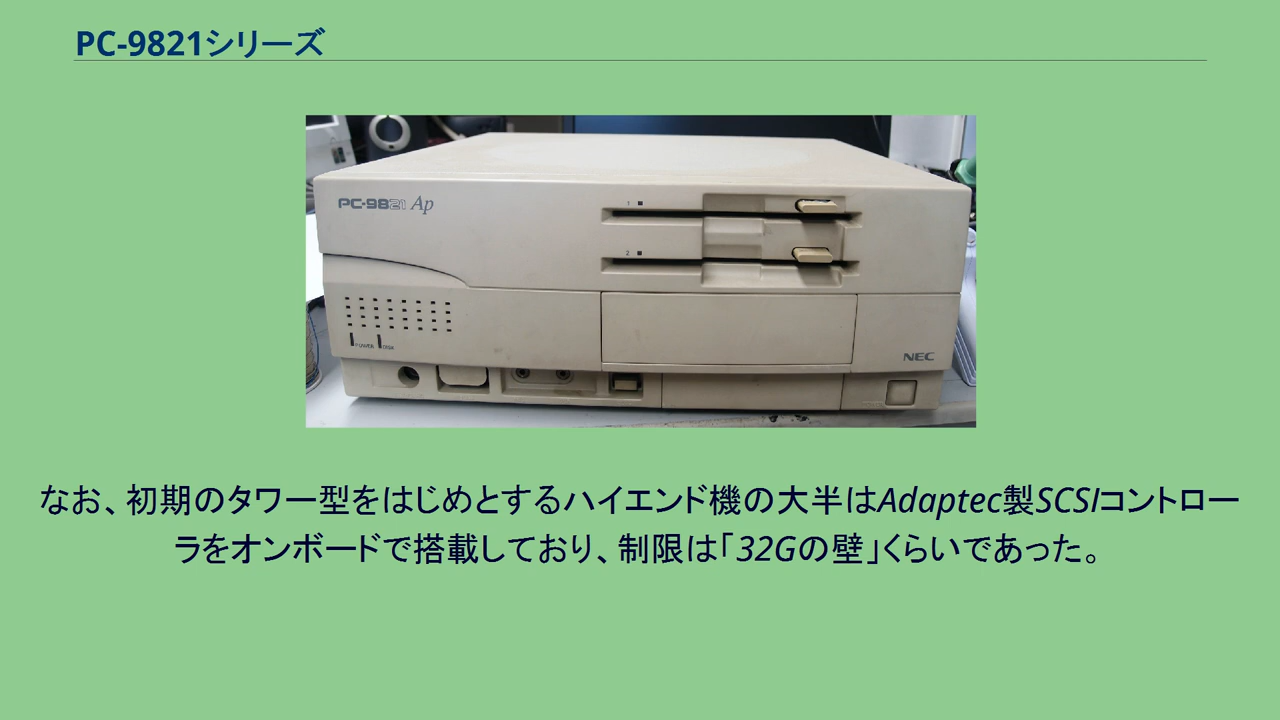 PC-9821シリーズ
PC-9821 Ap
1
2
POWER DISK
NEC
なお、初期のタワー型をはじめとするハイエンド機の大半はAdaptec製SCSIコントロー
ラをオンボードで搭載しており、制限は「32Gの壁」くらいであった。